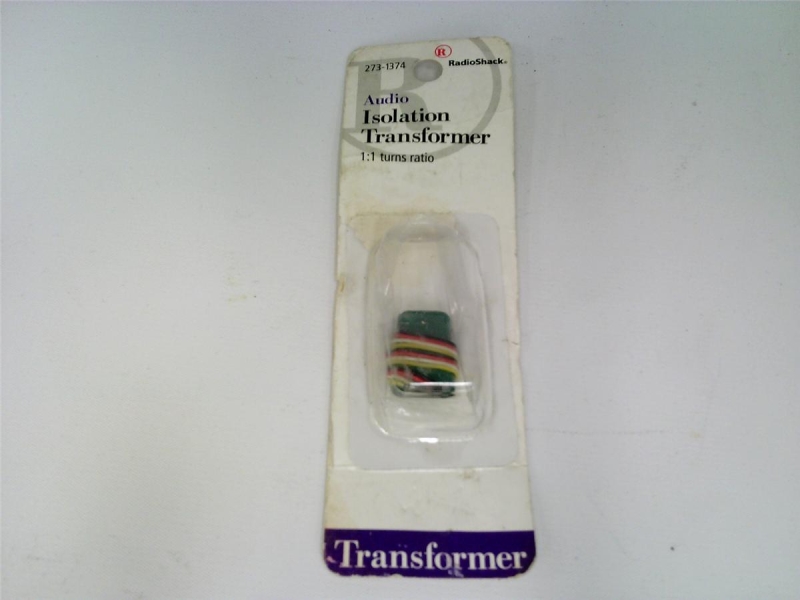 273-1374
® RadioShack®
Audio
Isolation
Transformer
1:1 turns ratio
Transformer